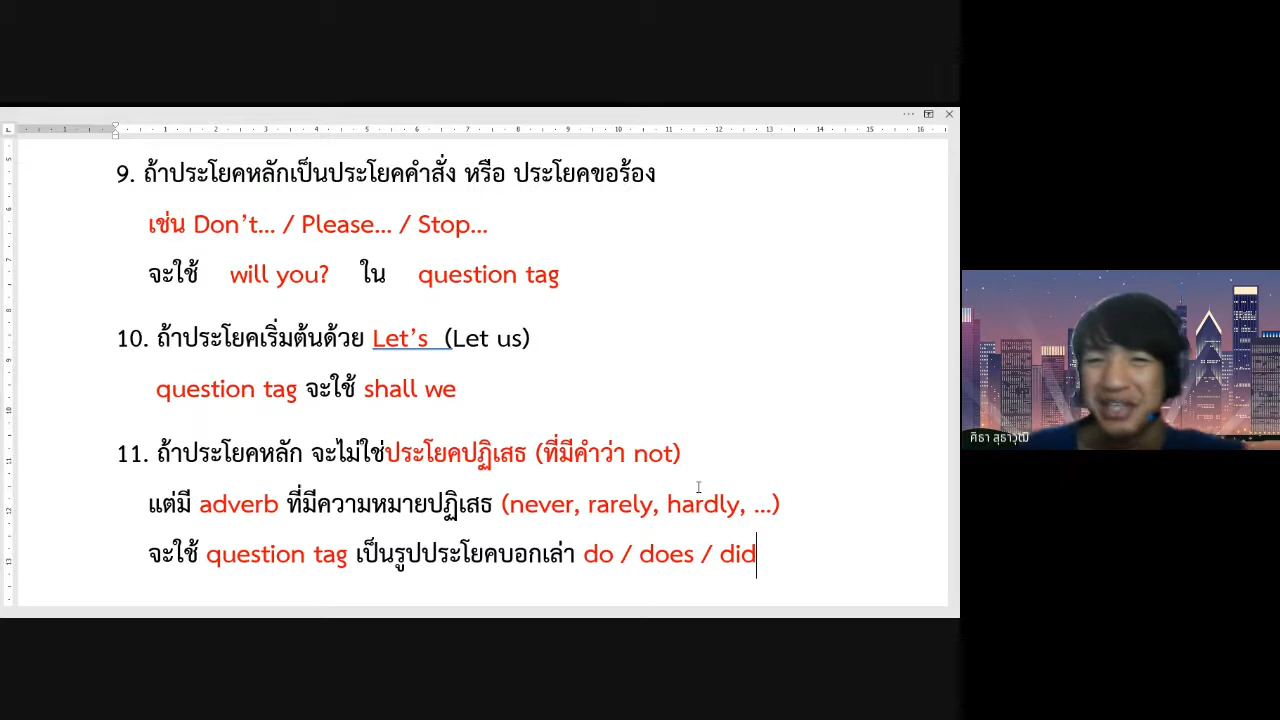 9. ถ้าประโยคหลักเป็นประโยคคำสั่ง หรือ ประโยคขอร้อง
เช่น Don’t... / Please... / Stop...
จะใช้ will you? ใน question tag
10. ถ้าประโยคเริ่มต้นด้วย Let’s (Let us)
question tag จะใช้ shall we
11. ถ้าประโยคหลัก จะไม่ใช่ประโยคปฏิเสธ (ที่มีคำว่า not)
แต่มี adverb ที่มีความหมายปฏิเสธ (never, rarely, hardly, ...)
จะใช้ question tag เป็นรูปประโยคบอกเล่า do / does / did
ศิธา สุธาวุฒิ